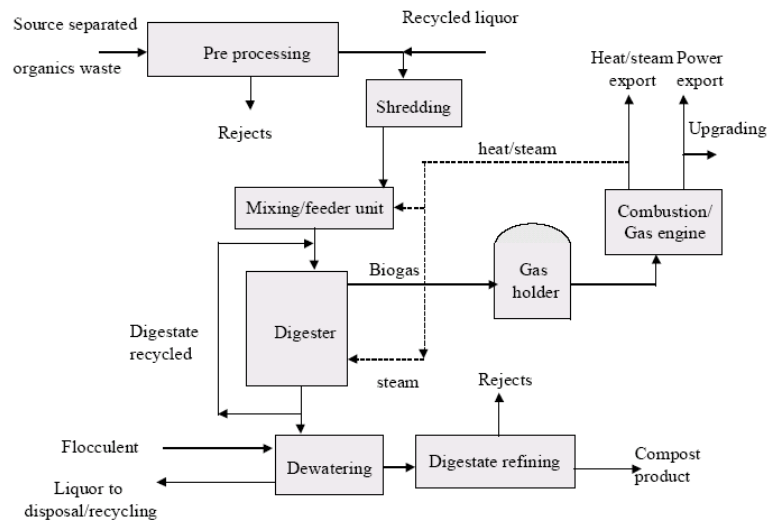 Source separated
organics waste
Pre processing
Recycled liquor
Rejects
Shredding
Heat/steam
export
Power
export
Upgrading
heat/steam
Mixing/feeder unit
Combustion/
Gas engine
Biogas
Gas
holder
Digester
Digestate
recycled
steam
Rejects
Flocculent
Dewatering
Digestate refining
Compost
product
Liquor to
disposal/recycling